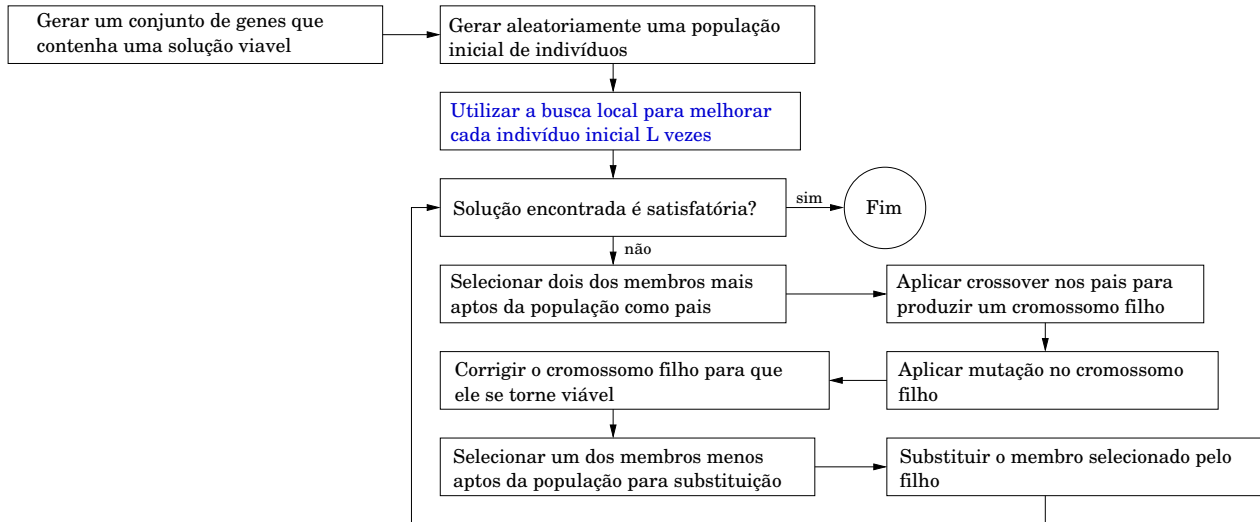 Gerar um conjunto de genes que
contenha uma solução viavel
Gerar aleatoriamente uma população
inicial de indivíduos
Utilizar a busca local para melhorar
cada indivíduo inicial L vezes
Solução encontrada é satisfatória?
sim
Fim
não
Selecionar dois dos membros mais
aptos da população como pais
Aplicar crossover nos pais para
produzir um cromossomo filho
Corrigir o cromossomo filho para que
ele se torne viável
Aplicar mutação no cromossomo
filho
Selecionar um dos membros menos
aptos da população para substituição
Substituir o membro selecionado pelo
filho